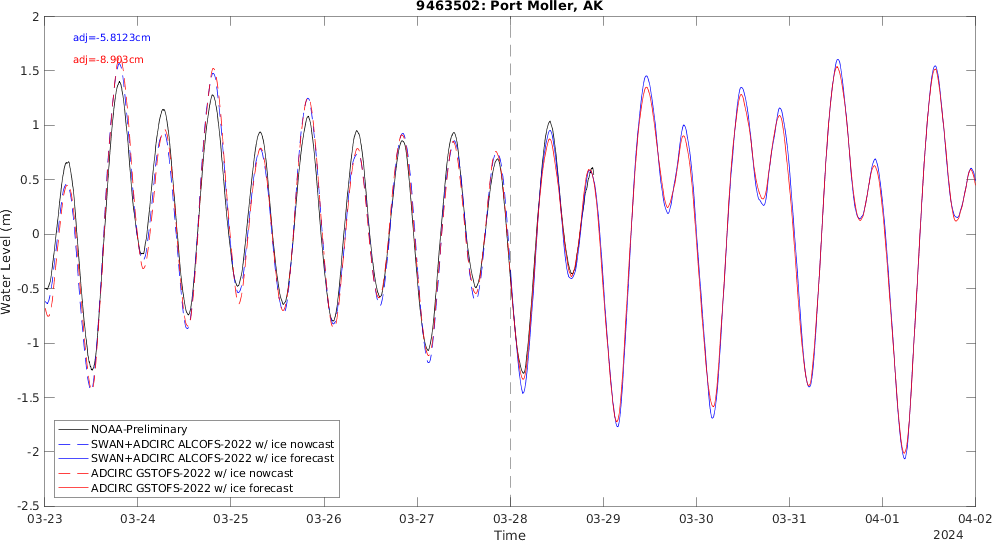 9463502: Port Moller, AK
adj=-5.8123cm
adj=-8.903cm
2
1.5
1
0.5
0
-0.5
-1
-1.5
-2
-2.5
Water Level (m)
NOAA-Preliminary
SWAN+ADCIRC ALCOFS-2022 w/ ice nowcast
SWAN+ADCIRC ALCOFS-2022 w/ ice forecast
ADCIRC GSTOFS-2022 w/ ice nowcast
ADCIRC GSTOFS-2022 w/ ice forecast
03-23 03-24 03-25 03-26 03-27 03-28 03-29 03-30 03-31 04-01 04-02
Time
2024